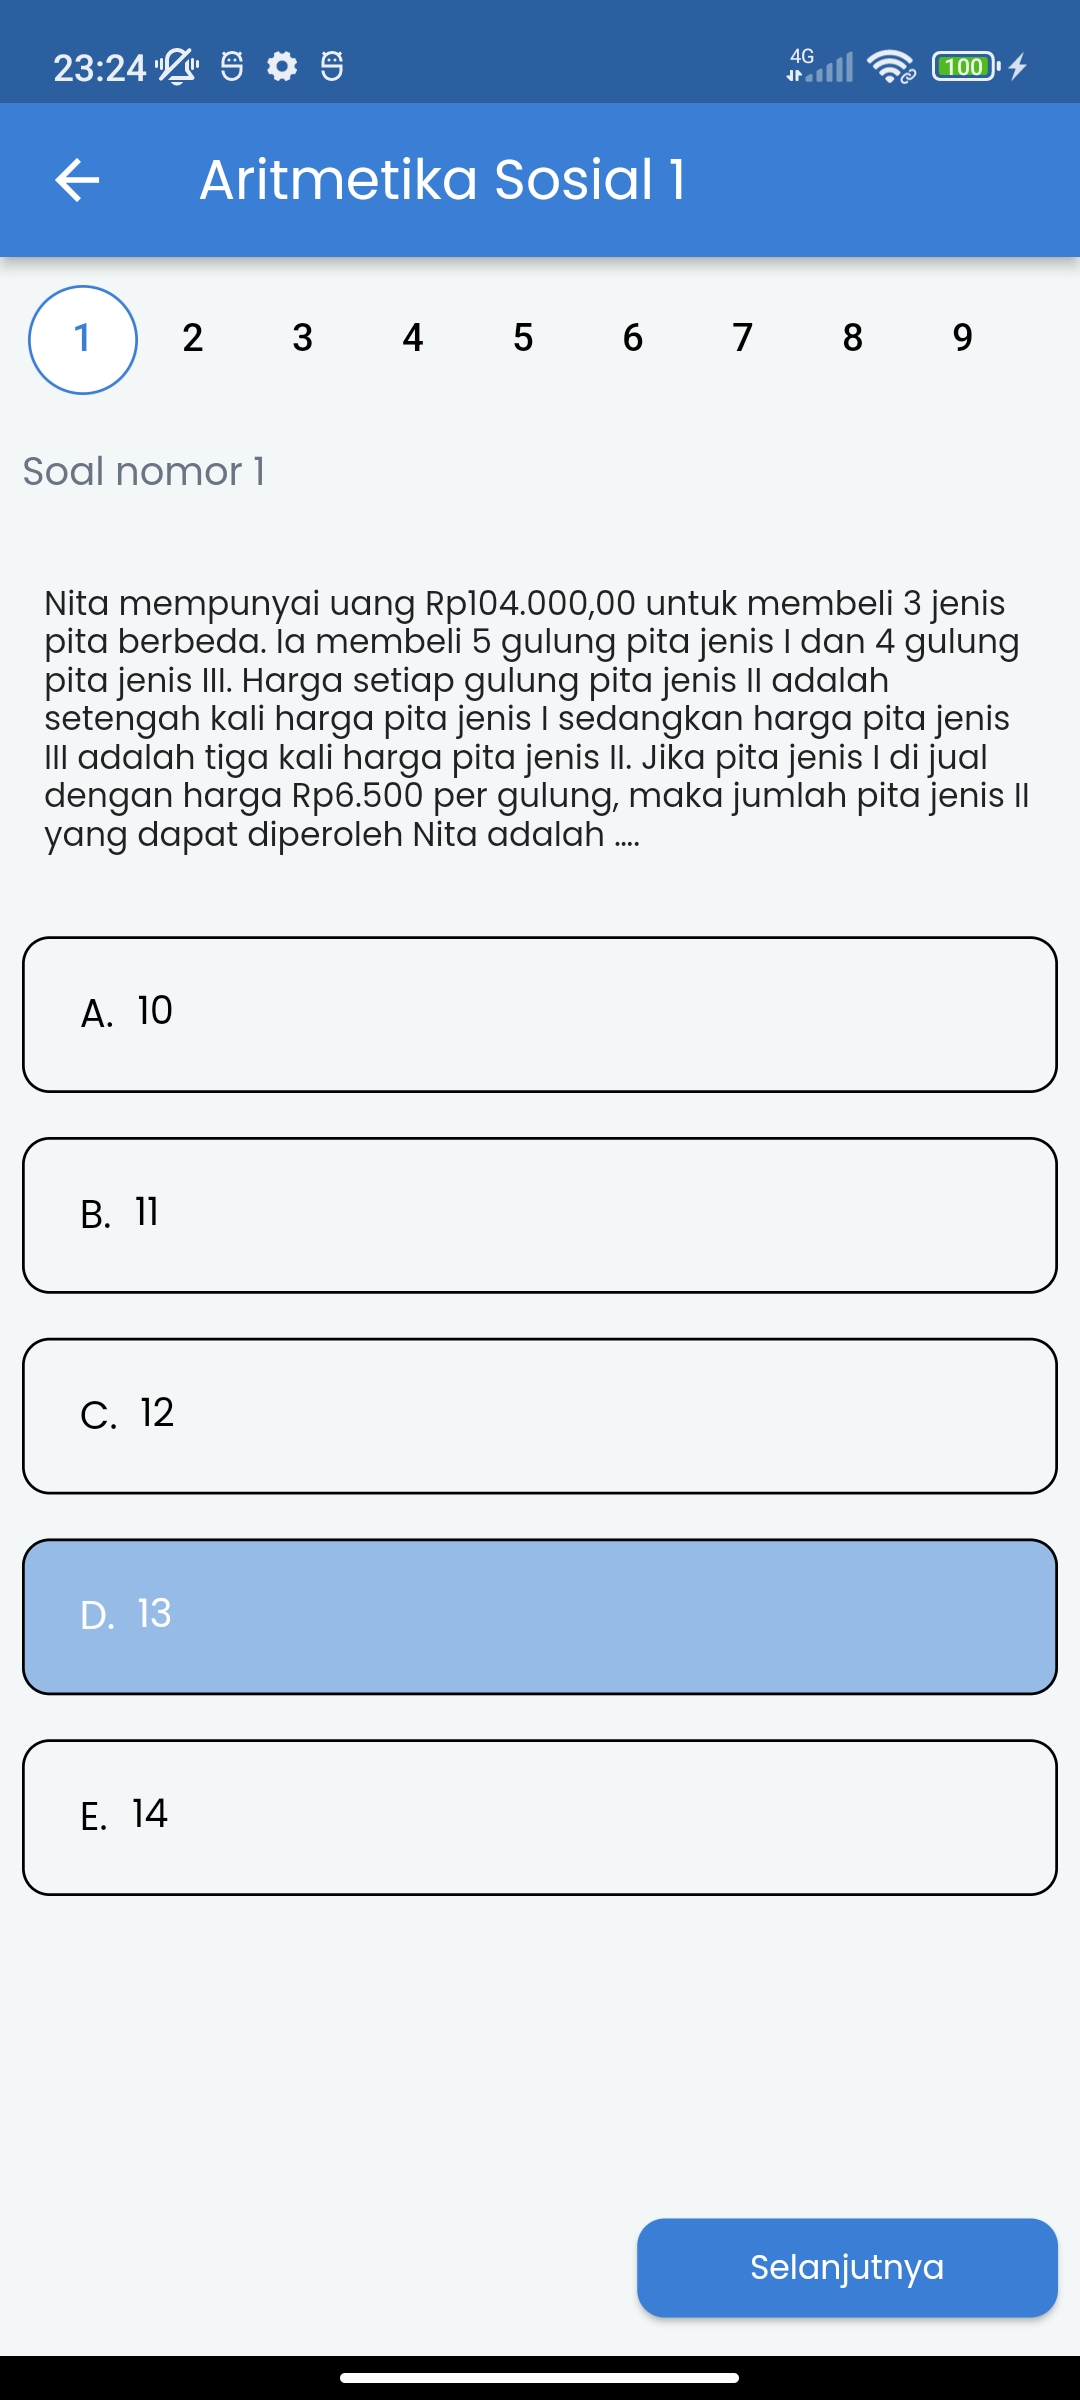 23:24
4G
100
Aritmetika Sosial 1
1 2 3 4 5 6 7 8 9
Soal nomor 1
Nita mempunyai uang Rp104.000,00 untuk membeli 3 jenis
pita berbeda. Ia membeli 5 gulung pita jenis I dan 4 gulung
pita jenis III. Harga setiap gulung pita jenis II adalah
setengah kali harga pita jenis I sedangkan harga pita jenis
III adalah tiga kali harga pita jenis II. Jika pita jenis I di jual
dengan harga Rp6.500 per gulung, maka jumlah pita jenis II
yang dapat diperoleh Nita adalah ....
A. 10
B. 11
C. 12
D. 13
E. 14
Selanjutnya